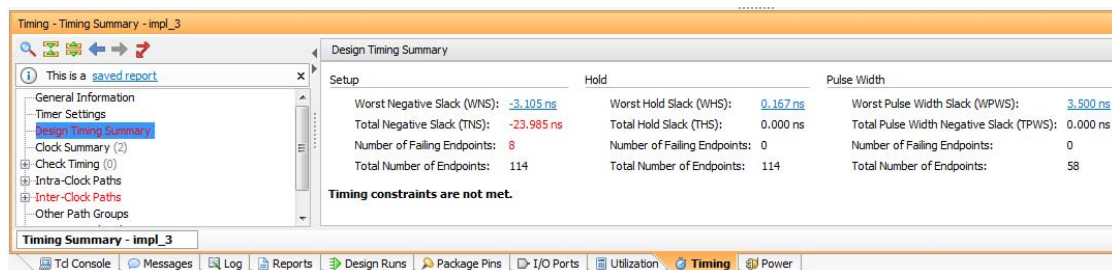 Timing - Timing Summary - impl_3
This is a saved report
General Information
Timer Settings
Design Timing Summary
Clock Summary (2)
Check Timing (0)
Intra-Clock Paths
Inter-Clock Paths
Other Path Groups
Timing Summary - impl_3
Design Timing Summary
Setup
Worst Negative Slack (WNS): -3.105 ns
Total Negative Slack (TNS): -23.985 ns
Number of Failing Endpoints: 8
Total Number of Endpoints: 114
Hold
Worst Hold Slack (WHS): 0.167 ns
Total Hold Slack (THS): 0.000 ns
Number of Failing Endpoints: 0
Total Number of Endpoints: 114
Pulse Width
Worst Pulse Width Slack (WPWS): 3.500 ns
Total Pulse Width Negative Slack (TPWS): 0.000 ns
Number of Failing Endpoints: 0
Total Number of Endpoints: 58
Timing constraints are not met.
Tcl Console Messages Log Reports Design Runs Package Pins I/O Ports Utilization Timing Power